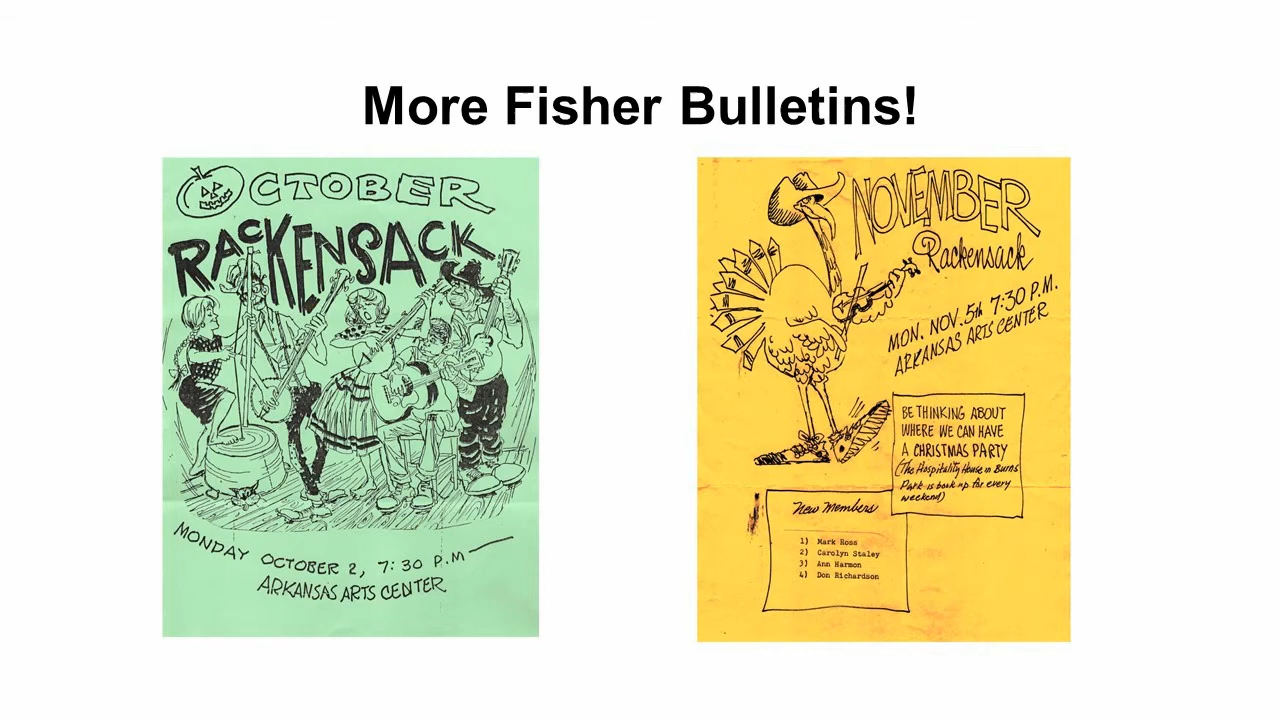 More Fisher Bulletins!
OCTOBER
RACKENSACK
MONDAY OCTOBER 2, 7:30 P.M
ARKANSAS ARTS CENTER
NOVEMBER
Rackensack
MON. NOV. 5th 7:30 P.M.
ARKANSAS ARTS CENTER
BE THINKING ABOUT
WHERE WE CAN HAVE
A CHRISTMAS PARTY
(The Hospitality House in Burns
Park is book up for every
weekend)
New Members
1) Mark Ross
2) Carolyn Staley
3) Ann Harmon
4) Don Richardson